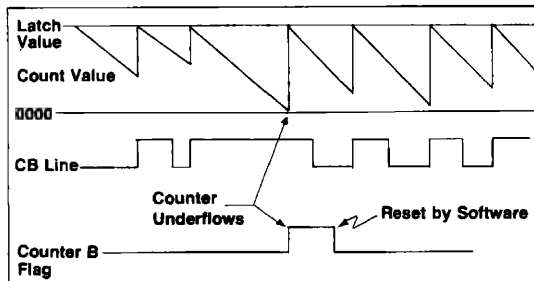 Latch
Value
Count Value
0000
CB Line
Counter
Underflows
Reset by Software
Counter B
Flag